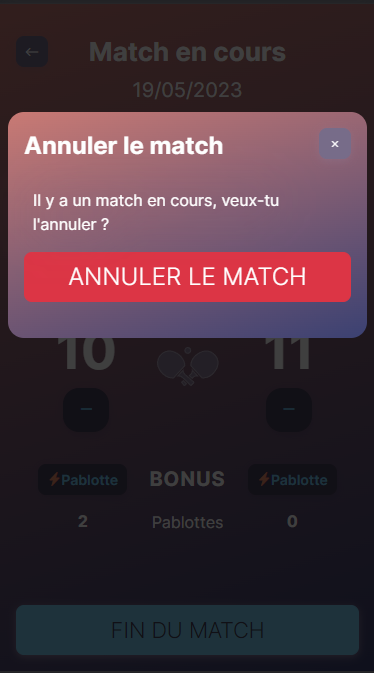 Match en cours
19/05/2023
Annuler le match
Il y a un match en cours, veux-tu
l'annuler ?
ANNULER LE MATCH
10 11
Pablotte BONUS Pablotte
2 Pablottes 0
FIN DU MATCH